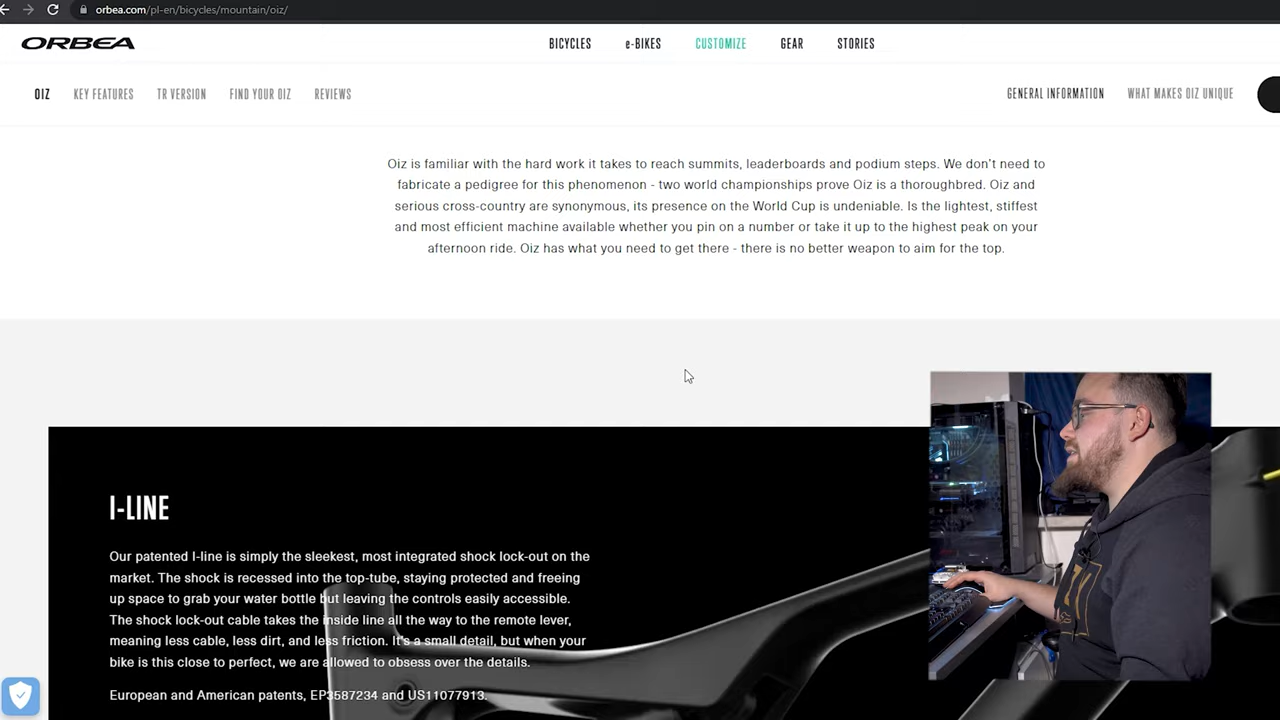 orbea.com/pl-en/bicycles/mountain/oiz/
ORBEA
BICYCLES e-BIKES CUSTOMIZE GEAR STORIES
OIZ KEY FEATURES TR VERSION FIND YOUR OIZ REVIEWS GENERAL INFORMATION WHAT MAKES OIZ UNIQUE
Oiz is familiar with the hard work it takes to reach summits, leaderboards and podium steps. We don't need to
fabricate a pedigree for this phenomenon - two world championships prove Oiz is a thoroughbred. Oiz and
serious cross-country are synonymous, its presence on the World Cup is undeniable. Is the lightest, stiffest
and most efficient machine available whether you pin on a number or take it up to the highest peak on your
afternoon ride. Oiz has what you need to get there - there is no better weapon to aim for the top.
I-LINE
Our patented I-line is simply the sleekest, most integrated shock lock-out on the
market. The shock is recessed into the top-tube, staying protected and freeing
up space to grab your water bottle but leaving the controls easily accessible.
The shock lock-out cable takes the inside line all the way to the remote lever,
meaning less cable, less dirt, and less friction. It's a small detail, but when your
bike is this close to perfect, we are allowed to obsess over the details.
European and American patents, EP3587234 and US11077913.